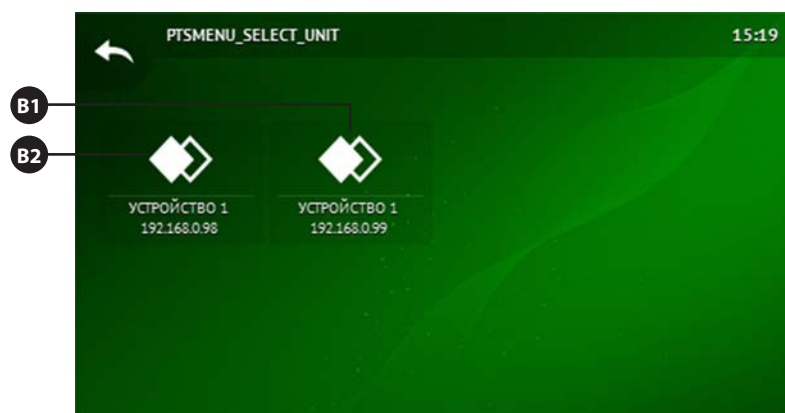 PTSMENU_SELECT_UNIT 15:19
B1
B2
УСТРОЙСТВО 1 УСТРОЙСТВО 1
192.168.0.98 192.168.0.99